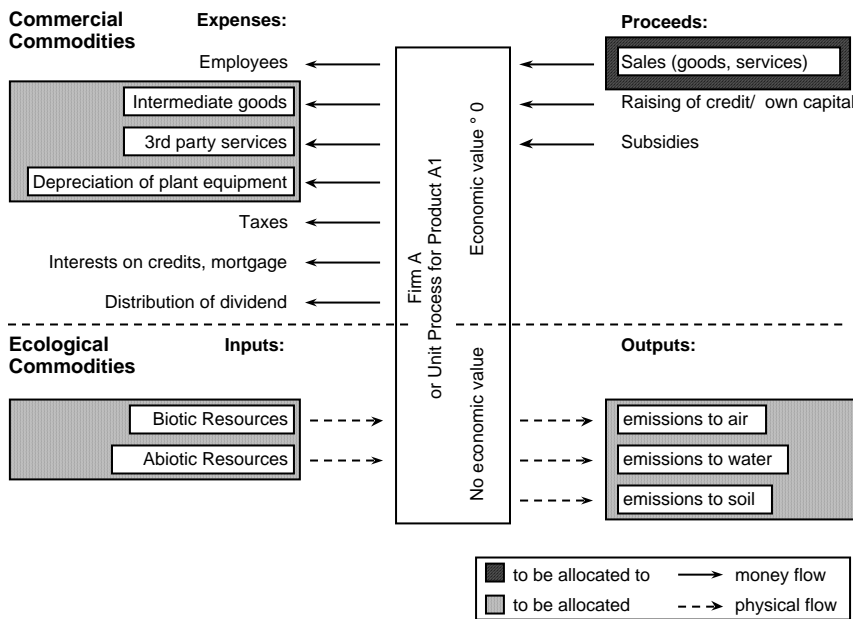 Commercial
Commodities
Expenses:
Proceeds:
Employees
Intermediate goods
3rd party services
Depreciation of plant equipment
Taxes
Interests on credits, mortgage
Distribution of dividend
Firm A
or Unit Process for Product A1
Economic value ° 0
No economic value
Sales (goods, services)
Raising of credit/ own capital
Subsidies
Ecological
Commodities
Inputs:
Outputs:
Biotic Resources
Abiotic Resources
emissions to air
emissions to water
emissions to soil
to be allocated to
money flow
to be allocated
physical flow